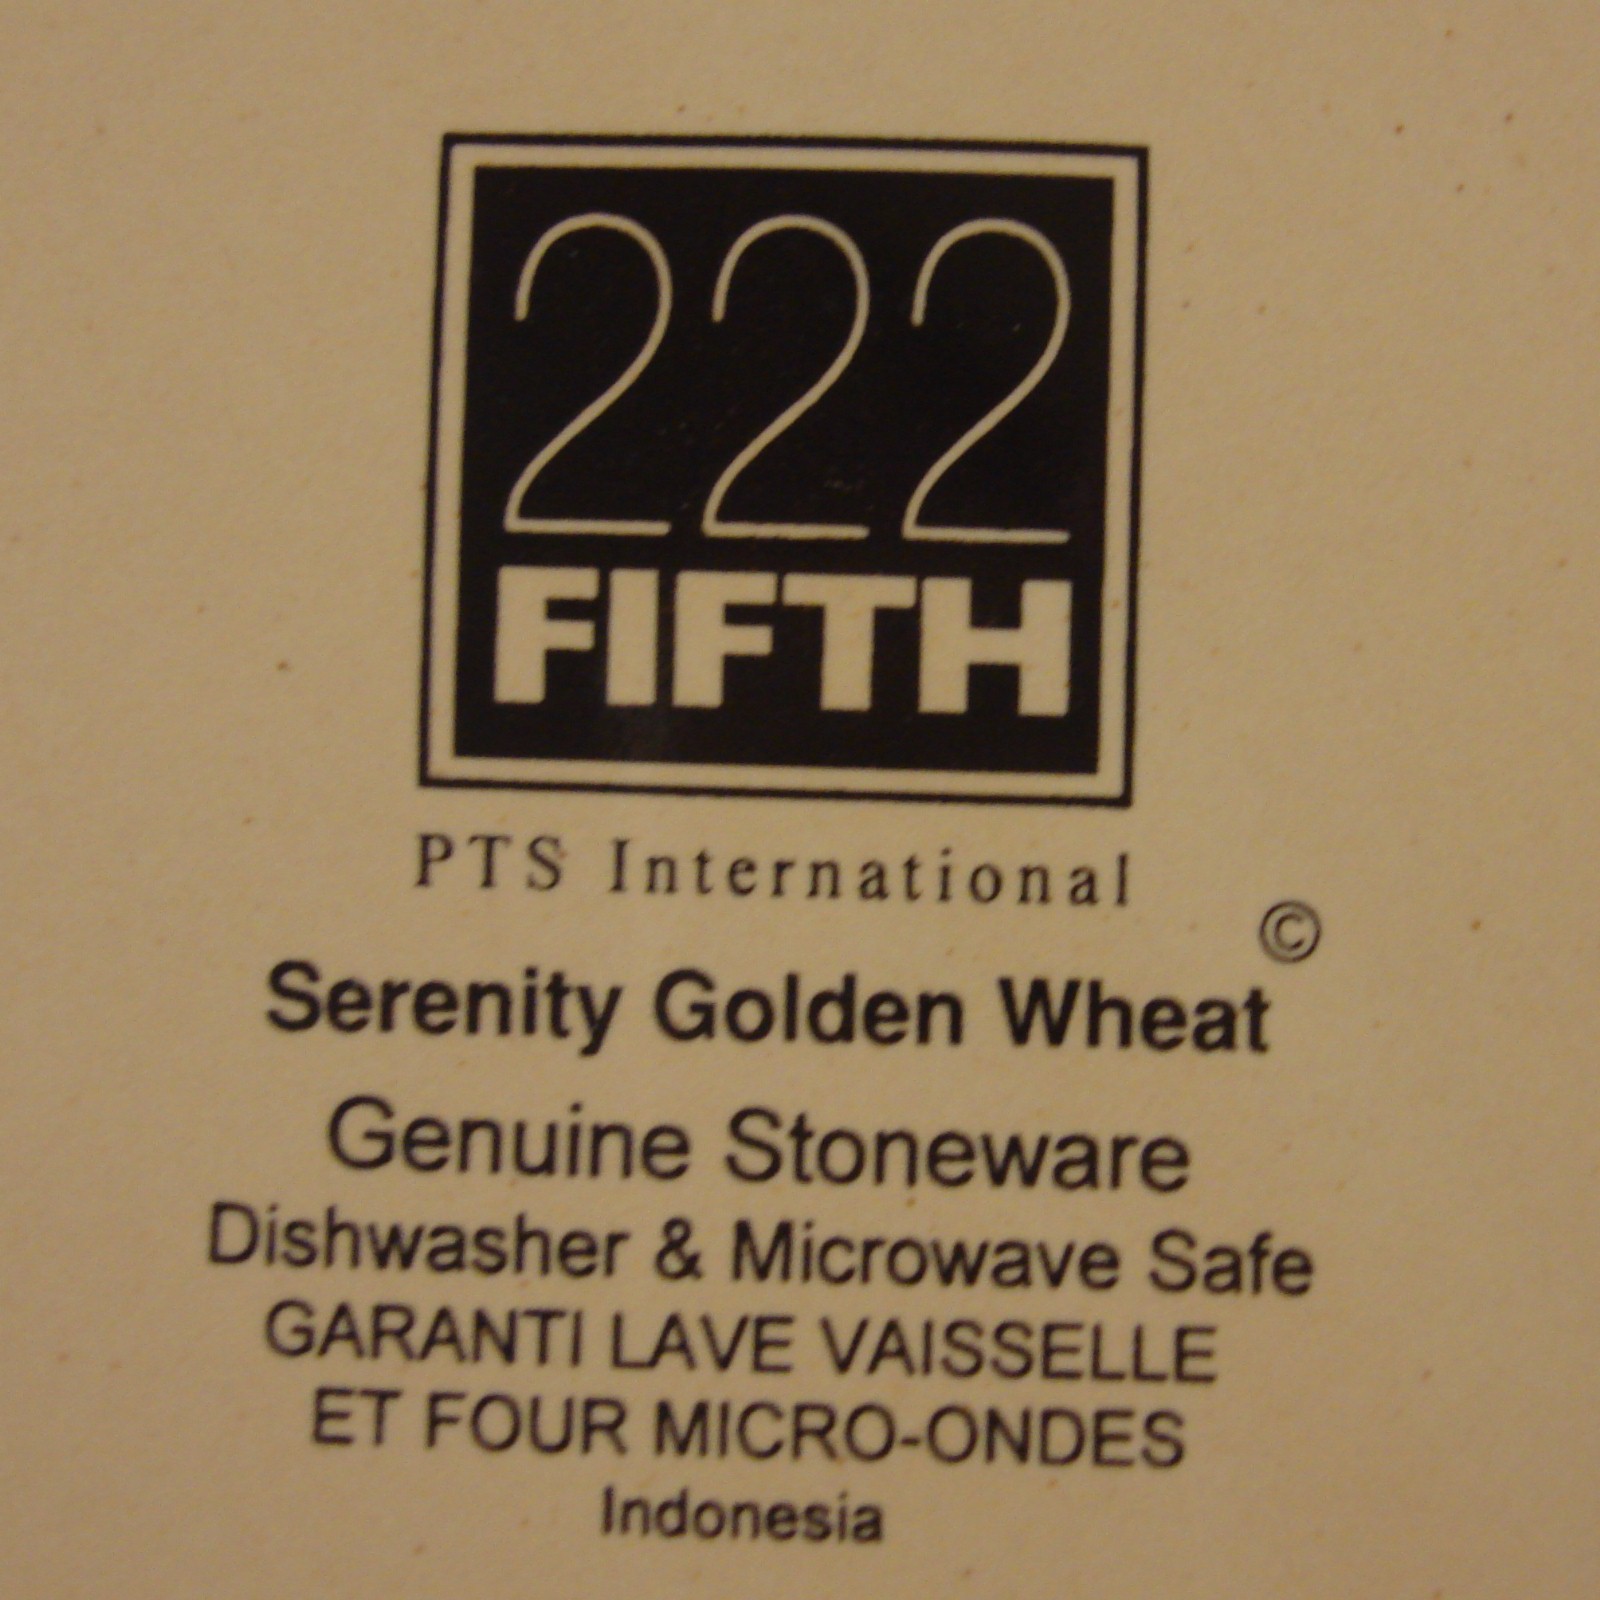 222
FIFTH
PTS International
Serenity Golden Wheat ©
Genuine Stoneware
Dishwasher & Microwave Safe
GARANTI LAVE VAISSELLE
ET FOUR MICRO-ONDES
Indonesia